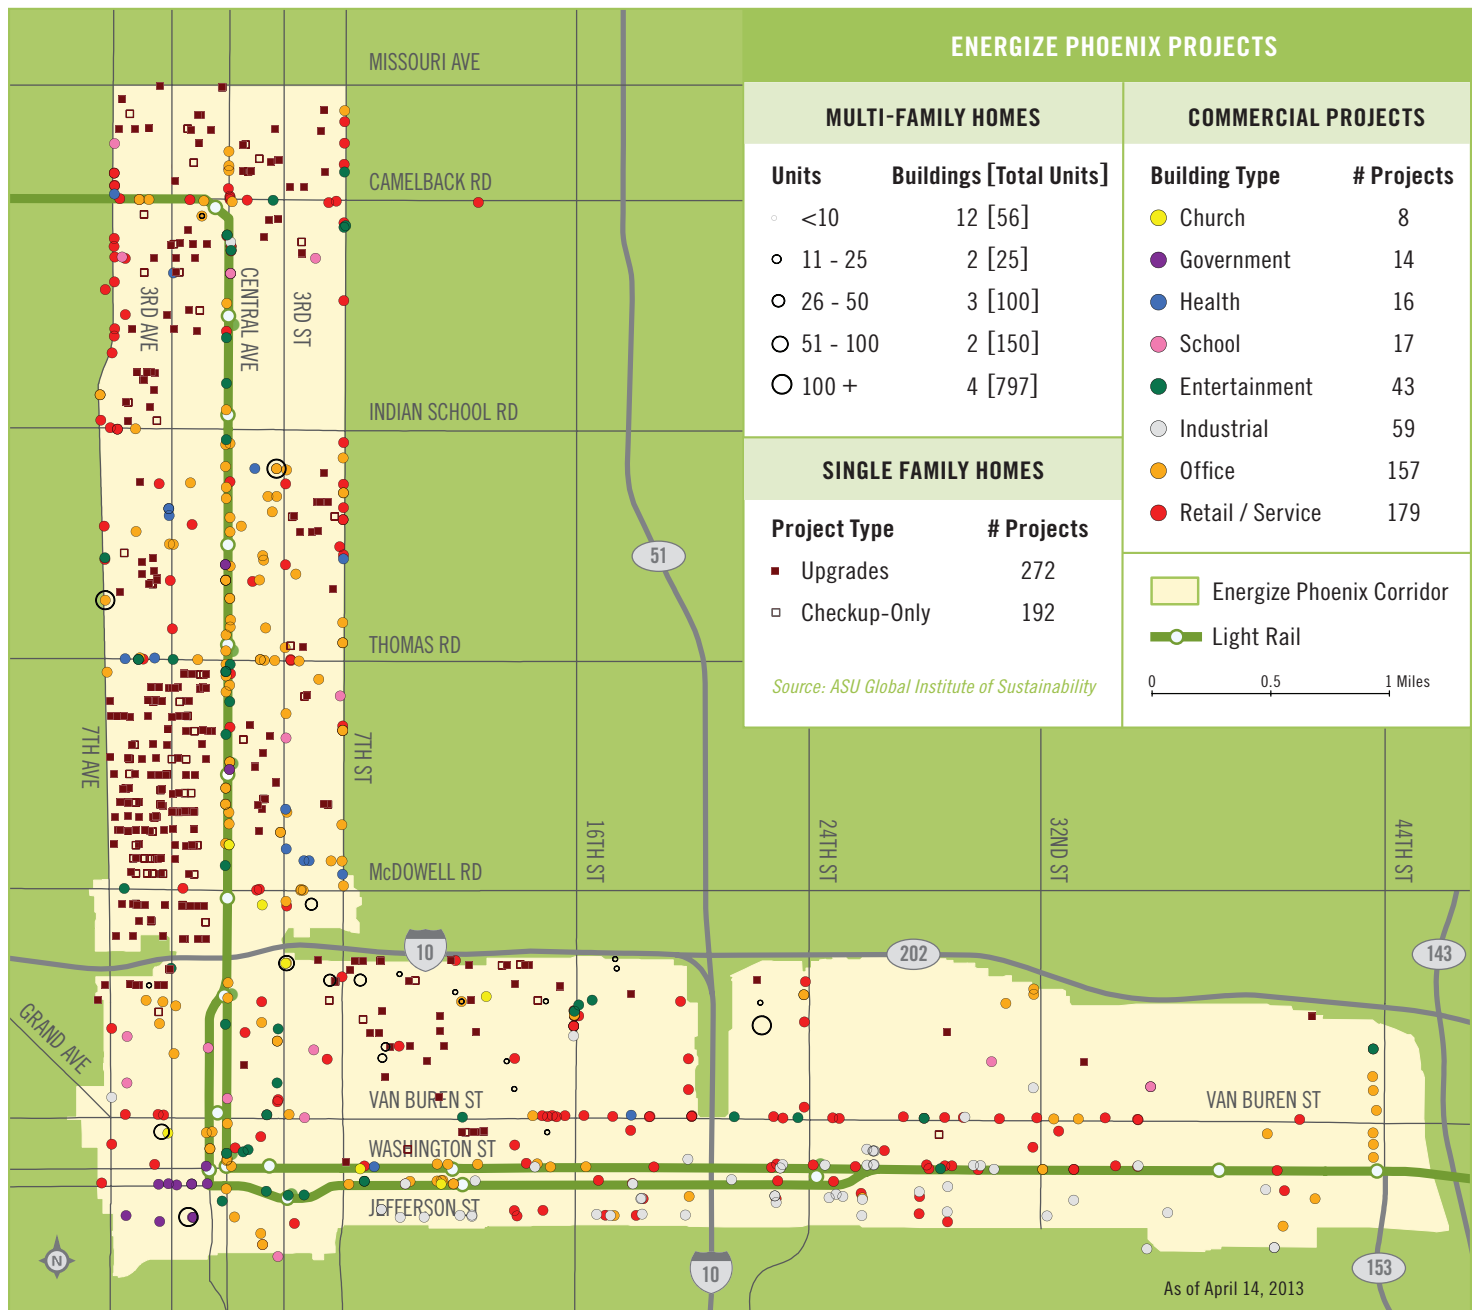 ENERGIZE PHOENIX PROJECTS
MULTI-FAMILY HOMES
Units Buildings [Total Units]
<10 12 [56]
11 - 25 2 [25]
26 - 50 3 [100]
51 - 100 2 [150]
100 + 4 [797]
SINGLE FAMILY HOMES
Project Type # Projects
Upgrades 272
Checkup-Only 192
Source: ASU Global Institute of Sustainability
COMMERCIAL PROJECTS
Building Type # Projects
Church 8
Government 14
Health 16
School 17
Entertainment 43
Industrial 59
Office 157
Retail / Service 179
Energize Phoenix Corridor
Light Rail
0 0.5 1 Miles
MISSOURI AVE
CAMELBACK RD
3RD AVE
CENTRAL AVE
3RD ST
INDIAN SCHOOL RD
51
THOMAS RD
7TH AVE
7TH ST
16TH ST
24TH ST
32ND ST
44TH ST
McDOWELL RD
10
202
143
GRAND AVE
VAN BUREN ST
VAN BUREN ST
WASHINGTON ST
JEFFERSON ST
N
10
153
As of April 14, 2013